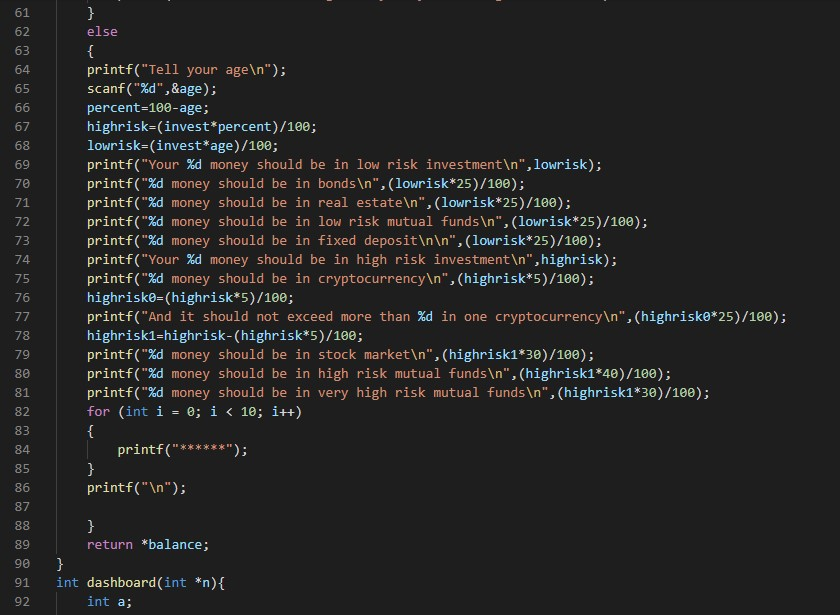 61 }
62 else
63 {
64 printf("Tell your age\n");
65 scanf("%d",&age);
66 percent=100-age;
67 highrisk=(invest*percent)/100;
68 lowrisk=(invest*age)/100;
69 printf("Your %d money should be in low risk investment\n",lowrisk);
70 printf("%d money should be in bonds\n",(lowrisk*25)/100);
71 printf("%d money should be in real estate\n",(lowrisk*25)/100);
72 printf("%d money should be in low risk mutual funds\n",(lowrisk*25)/100);
73 printf("%d money should be in fixed deposit\n\n",(lowrisk*25)/100);
74 printf("Your %d money should be in high risk investment\n",highrisk);
75 printf("%d money should be in cryptocurrency\n",(highrisk*5)/100);
76 highrisk0=(highrisk*5)/100;
77 printf("And it should not exceed more than %d in one cryptocurrency\n",(highrisk0*25)/100);
78 highrisk1=highrisk-(highrisk*5)/100;
79 printf("%d money should be in stock market\n",(highrisk1*30)/100);
80 printf("%d money should be in high risk mutual funds\n",(highrisk1*40)/100);
81 printf("%d money should be in very high risk mutual funds\n",(highrisk1*30)/100);
82 for (int i = 0; i < 10; i++)
83 {
84 printf("******");
85 }
86 printf("\n");
87
88 }
89 return *balance;
90 }
91 int dashboard(int *n){
92 int a;